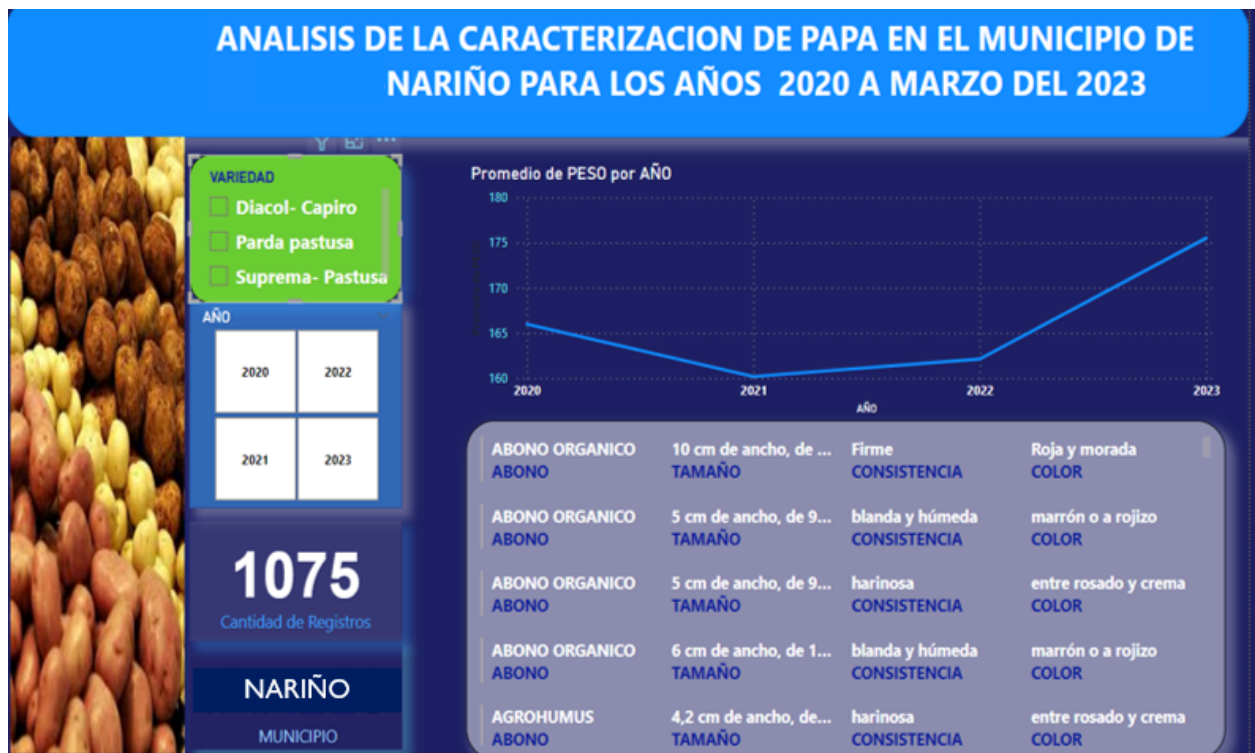 ANALISIS DE LA CARACTERIZACION DE PAPA EN EL MUNICIPIO DE
NARIÑO PARA LOS AÑOS 2020 A MARZO DEL 2023
VARIEDAD
Diacol- Capiro
Parda pastusa
Suprema- Pastusa
AÑO
2020 2022
2021 2023
1075
Cantidad de Registros
NARIÑO
MUNICIPIO
Promedio de PESO por AÑO
180
175
170
165
160
2020 2021 2022 2023
AÑO
ABONO ORGANICO 10 cm de ancho, de ... Firme Roja y morada
ABONO TAMAÑO CONSISTENCIA COLOR
ABONO ORGANICO 5 cm de ancho, de 9... blanda y húmeda marrón o a rojizo
ABONO TAMAÑO CONSISTENCIA COLOR
ABONO ORGANICO 5 cm de ancho, de 9... harinosa entre rosado y crema
ABONO TAMAÑO CONSISTENCIA COLOR
ABONO ORGANICO 6 cm de ancho, de 1... blanda y húmeda marrón o a rojizo
ABONO TAMAÑO CONSISTENCIA COLOR
AGROHUMUS 4,2 cm de ancho, de... harinosa entre rosado y crema
ABONO TAMAÑO CONSISTENCIA COLOR